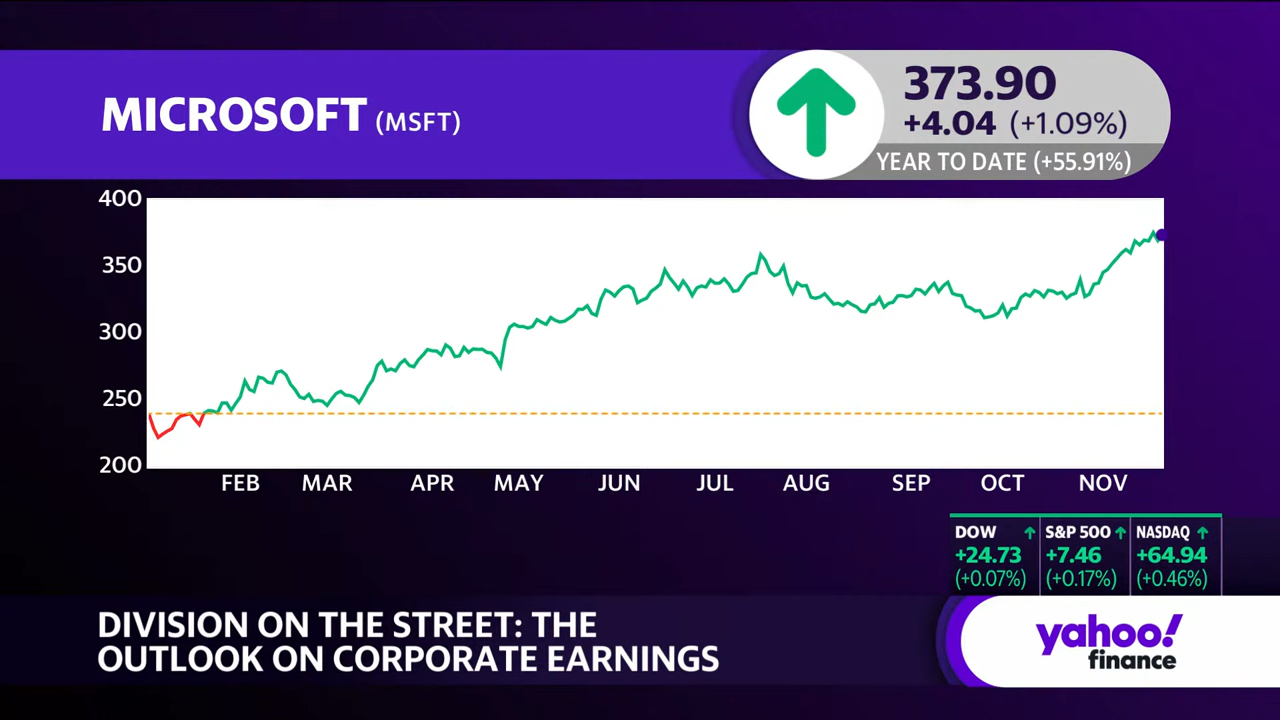 MICROSOFT (MSFT)
373.90
+4.04 (+1.09%)
YEAR TO DATE (+55.91%)
400
350
300
250
200
FEB MAR APR MAY JUN JUL AUG SEP OCT NOV
DOW S&P 500 NASDAQ
+24.73 +7.46 +64.94
(+0.07%) (+0.17%) (+0.46%)
DIVISION ON THE STREET: THE
OUTLOOK ON CORPORATE EARNINGS
yahoo!
finance